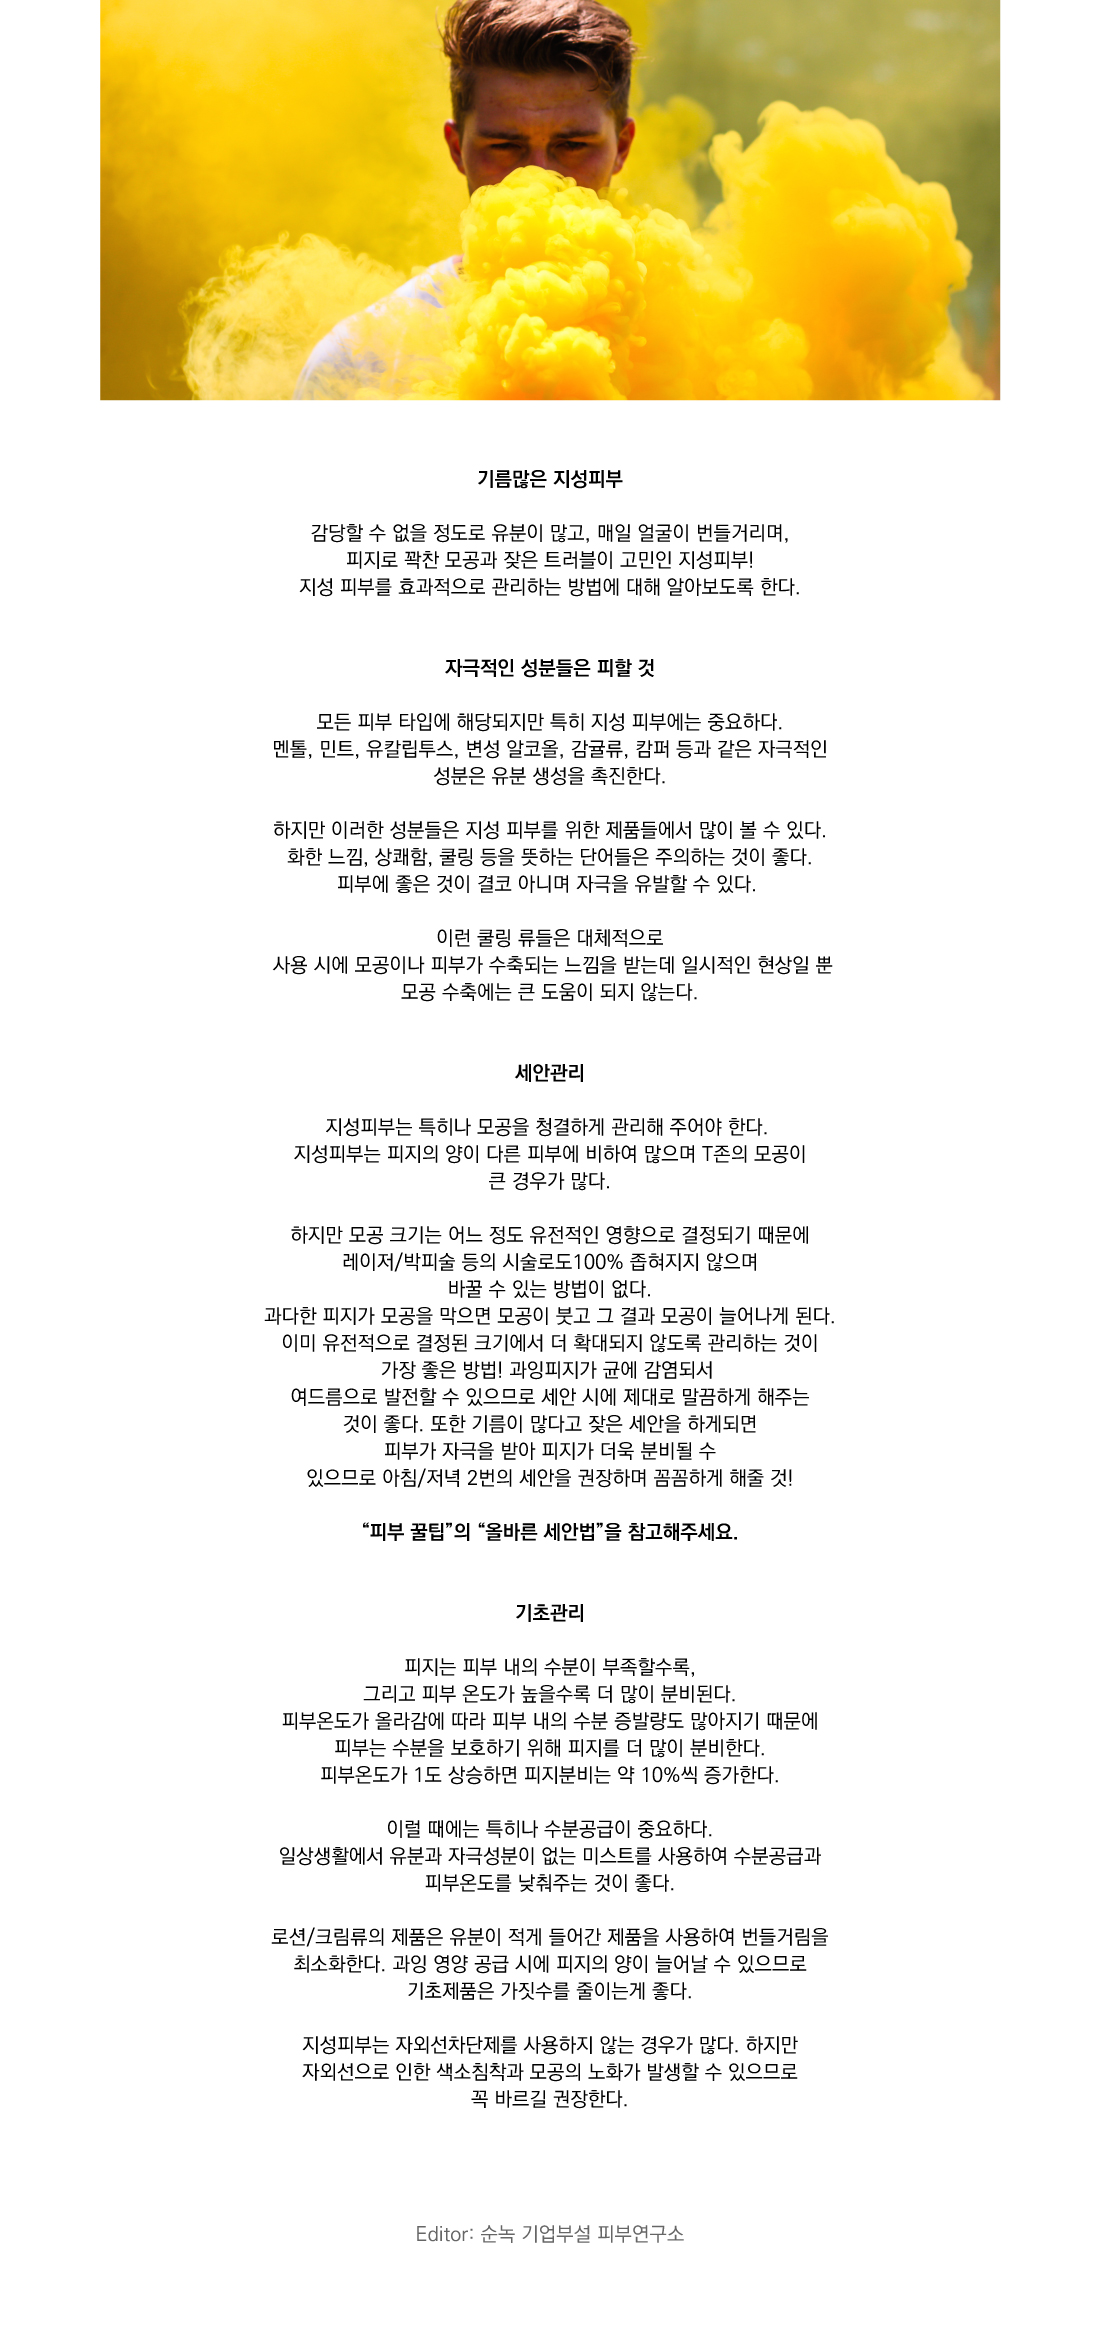 기름많은 지성피부
감당할 수 없을 정도로 유분이 많고, 매일 얼굴이 번들거리며,
피지로 꽉찬 모공과 잦은 트러블이 고민인 지성피부!
지성 피부를 효과적으로 관리하는 방법에 대해 알아보도록 한다.
자극적인 성분들은 피할 것
모든 피부 타입에 해당되지만 특히 지성 피부에는 중요하다.
멘톨, 민트, 유칼립투스, 변성 알코올, 감귤류, 캄퍼 등과 같은 자극적인
성분은 유분 생성을 촉진한다.
하지만 이러한 성분들은 지성 피부를 위한 제품들에서 많이 볼 수 있다.
화한 느낌, 상쾌함, 쿨링 등을 뜻하는 단어들은 주의하는 것이 좋다.
피부에 좋은 것이 결코 아니며 자극을 유발할 수 있다.
이런 쿨링 류들은 대체적으로
사용 시에 모공이나 피부가 수축되는 느낌을 받는데 일시적인 현상일 뿐
모공 수축에는 큰 도움이 되지 않는다.
세안관리
지성피부는 특히나 모공을 청결하게 관리해 주어야 한다.
지성피부는 피지의 양이 다른 피부에 비하여 많으며 T존의 모공이
큰 경우가 많다.
하지만 모공 크기는 어느 정도 유전적인 영향으로 결정되기 때문에
레이저/박피술 등의 시술로도100% 좁혀지지 않으며
바꿀 수 있는 방법이 없다.
과다한 피지가 모공을 막으면 모공이 붓고 그 결과 모공이 늘어나게 된다.
이미 유전적으로 결정된 크기에서 더 확대되지 않도록 관리하는 것이
가장 좋은 방법! 과잉피지가 균에 감염되서
여드름으로 발전할 수 있으므로 세안 시에 제대로 말끔하게 해주는
것이 좋다. 또한 기름이 많다고 잦은 세안을 하게되면
피부가 자극을 받아 피지가 더욱 분비될 수
있으므로 아침/저녁 2번의 세안을 권장하며 꼼꼼하게 해줄 것!
“피부 꿀팁”의 “올바른 세안법”을 참고해주세요.
기초관리
피지는 피부 내의 수분이 부족할수록,
그리고 피부 온도가 높을수록 더 많이 분비된다.
피부온도가 올라감에 따라 피부 내의 수분 증발량도 많아지기 때문에
피부는 수분을 보호하기 위해 피지를 더 많이 분비한다.
피부온도가 1도 상승하면 피지분비는 약 10%씩 증가한다.
이럴 때에는 특히나 수분공급이 중요하다.
일상생활에서 유분과 자극성분이 없는 미스트를 사용하여 수분공급과
피부온도를 낮춰주는 것이 좋다.
로션/크림류의 제품은 유분이 적게 들어간 제품을 사용하여 번들거림을
최소화한다. 과잉 영양 공급 시에 피지의 양이 늘어날 수 있으므로
기초제품은 가짓수를 줄이는게 좋다.
지성피부는 자외선차단제를 사용하지 않는 경우가 많다. 하지만
자외선으로 인한 색소침착과 모공의 노화가 발생할 수 있으므로
꼭 바르길 권장한다.
Editor: 순녹 기업부설 피부연구소